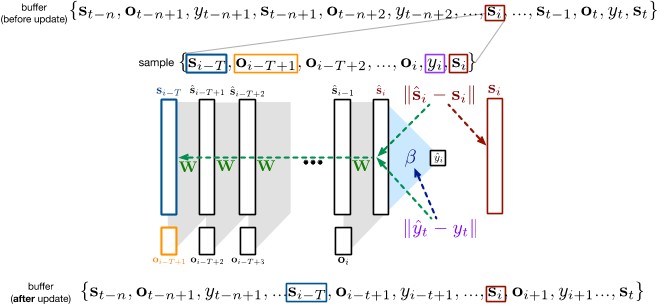 buffer (before update) {s_{t−n}, o_{t−n+1}, y_{t−n+1}, s_{t−n+1}, o_{t−n+2}, y_{t−n+2}, ..., s_i, ..., s_{t−1}, o_t, y_t, s_t}
sample {s_{i−T}, o_{i−T+1}, o_{i−T+2}, ..., o_i, y_i, s_i}
s_{i−T} ŝ_{i−T+1} ŝ_{i−T+2} ŝ_{i−1} ŝ_i ‖ŝ_i − s_i‖ s_i
W W W ••• W β ŷ_i
‖ŷ_t − y_t‖
o_{i−T+1} o_{i−T+2} o_{i−T+3} o_i
buffer (after update) {s_{t−n}, o_{t−n+1}, y_{t−n+1}, ...s_{i−T}, o_{i−t+1}, y_{i−t+1}, ..., s_i, o_{i+1}, y_{i+1}..., s_t}